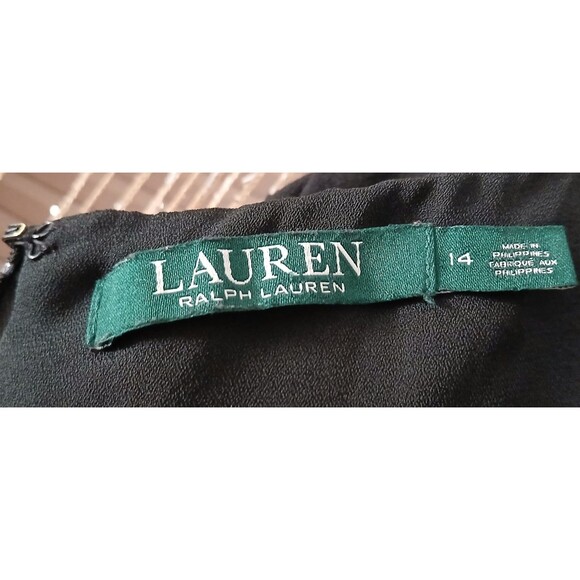 LAUREN
RALPH LAUREN
14
MADE IN
PHILIPPINES
FABRIQUÉ AUX
PHILIPPINES